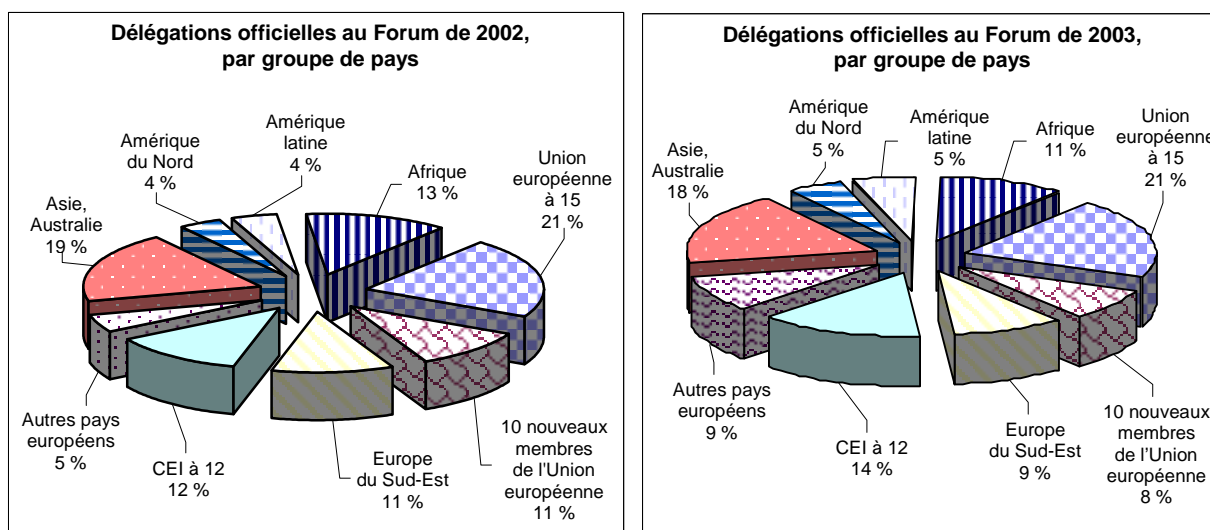 Délégations officielles au Forum de 2002,
par groupe de pays
Amérique
latine
4 %
Amérique
du Nord
4 %
Afrique
13 %
Union
européenne
à 15
21 %
Asie,
Australie
19 %
Autres pays
européens
5 %
CEI à 12
12 %
Europe
du Sud-Est
11 %
10 nouveaux
membres
de l'Union
européenne
11 %
Délégations officielles au Forum de 2003,
par groupe de pays
Amérique
du Nord
5 %
Amérique
latine
5 %
Afrique
11 %
Union
européenne
à 15
21 %
Asie,
Australie
18 %
Autres pays
européens
9 %
CEI à 12
14 %
Europe
du Sud-Est
9 %
10 nouveaux
membres
de l’Union
européenne
8 %